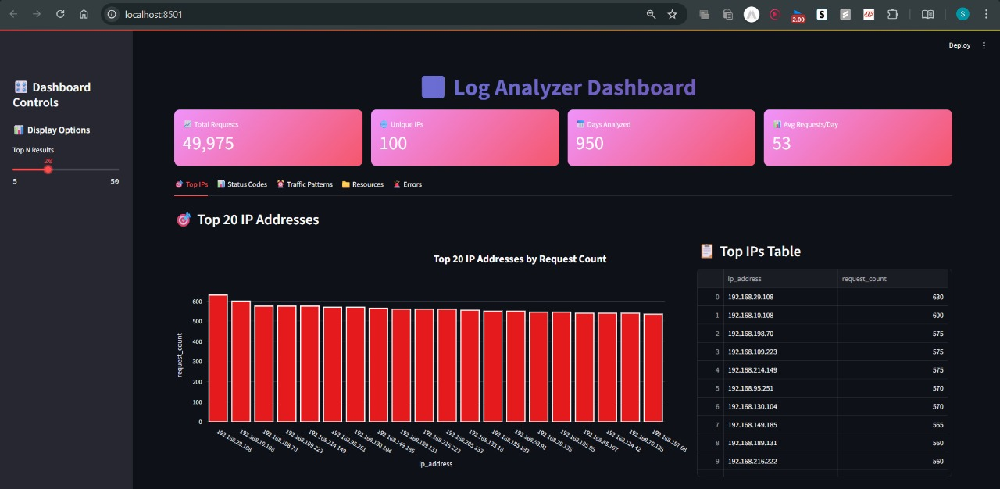 localhost:8501
2.00
S
JP
S
Deploy
Dashboard Controls
Display Options
Top N Results
20
5 50
Log Analyzer Dashboard
Total Requests
49,975
Unique IPs
100
Days Analyzed
950
Avg Requests/Day
53
Top IPs Status Codes Traffic Patterns Resources Errors
Top 20 IP Addresses
Top 20 IP Addresses by Request Count
request_count
600
500
400
300
200
100
0
192.168.29.108
192.168.10.108
192.168.198.70
192.168.109.223
192.168.214.149
192.168.95.251
192.168.130.104
192.168.149.185
192.168.189.131
192.168.216.222
192.168.205.133
192.168.133.18
192.168.185.193
192.168.53.91
192.168.29.135
192.168.185.95
192.168.85.107
192.168.124.42
192.168.70.135
192.168.197.68
ip_address
Top IPs Table
ip_address request_count
0 192.168.29.108 630
1 192.168.10.108 600
2 192.168.198.70 575
3 192.168.109.223 575
4 192.168.214.149 575
5 192.168.95.251 570
6 192.168.130.104 570
7 192.168.149.185 565
8 192.168.189.131 560
9 192.168.216.222 560